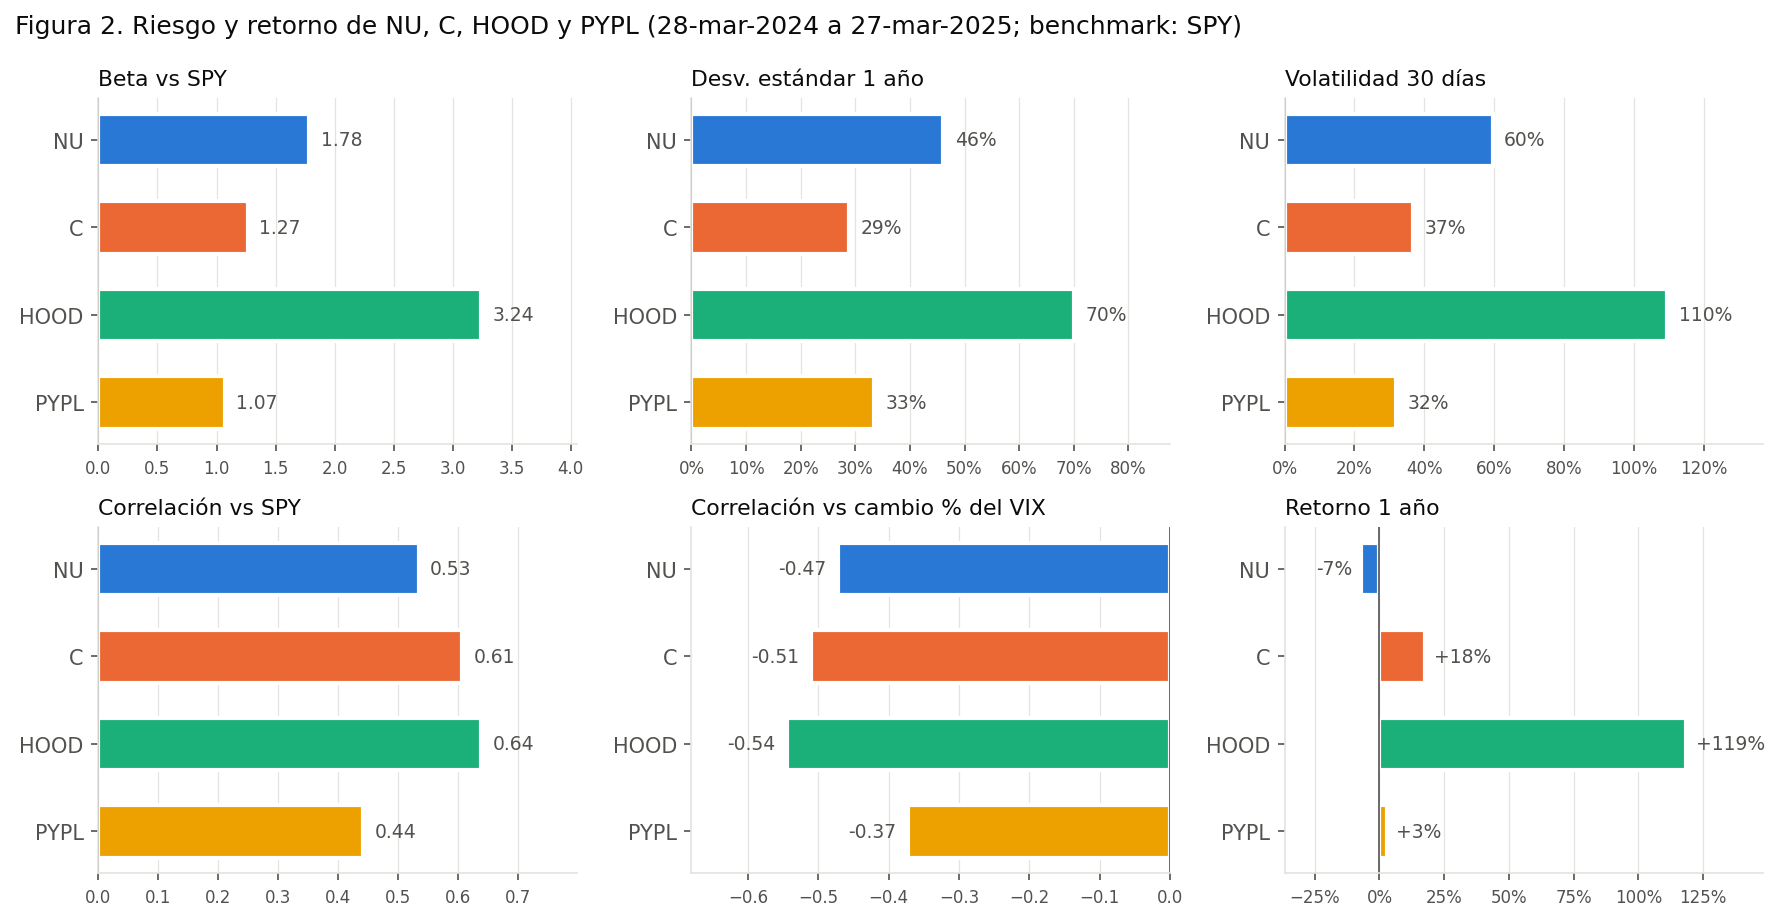 Figura 2. Riesgo y retorno de NU, C, HOOD y PYPL (28-mar-2024 a 27-mar-2025; benchmark: SPY)
Beta vs SPY
NU 1.78
C 1.27
HOOD 3.24
PYPL 1.07
0.0 0.5 1.0 1.5 2.0 2.5 3.0 3.5 4.0
Desv. estándar 1 año
NU 46%
C 29%
HOOD 70%
PYPL 33%
0% 10% 20% 30% 40% 50% 60% 70% 80%
Volatilidad 30 días
NU 60%
C 37%
HOOD 110%
PYPL 32%
0% 20% 40% 60% 80% 100% 120%
Correlación vs SPY
NU 0.53
C 0.61
HOOD 0.64
PYPL 0.44
0.0 0.1 0.2 0.3 0.4 0.5 0.6 0.7
Correlación vs cambio % del VIX
NU -0.47
C -0.51
HOOD -0.54
PYPL -0.37
−0.6 −0.5 −0.4 −0.3 −0.2 −0.1 0.0
Retorno 1 año
NU -7%
C +18%
HOOD +119%
PYPL +3%
−25% 0% 25% 50% 75% 100% 125%